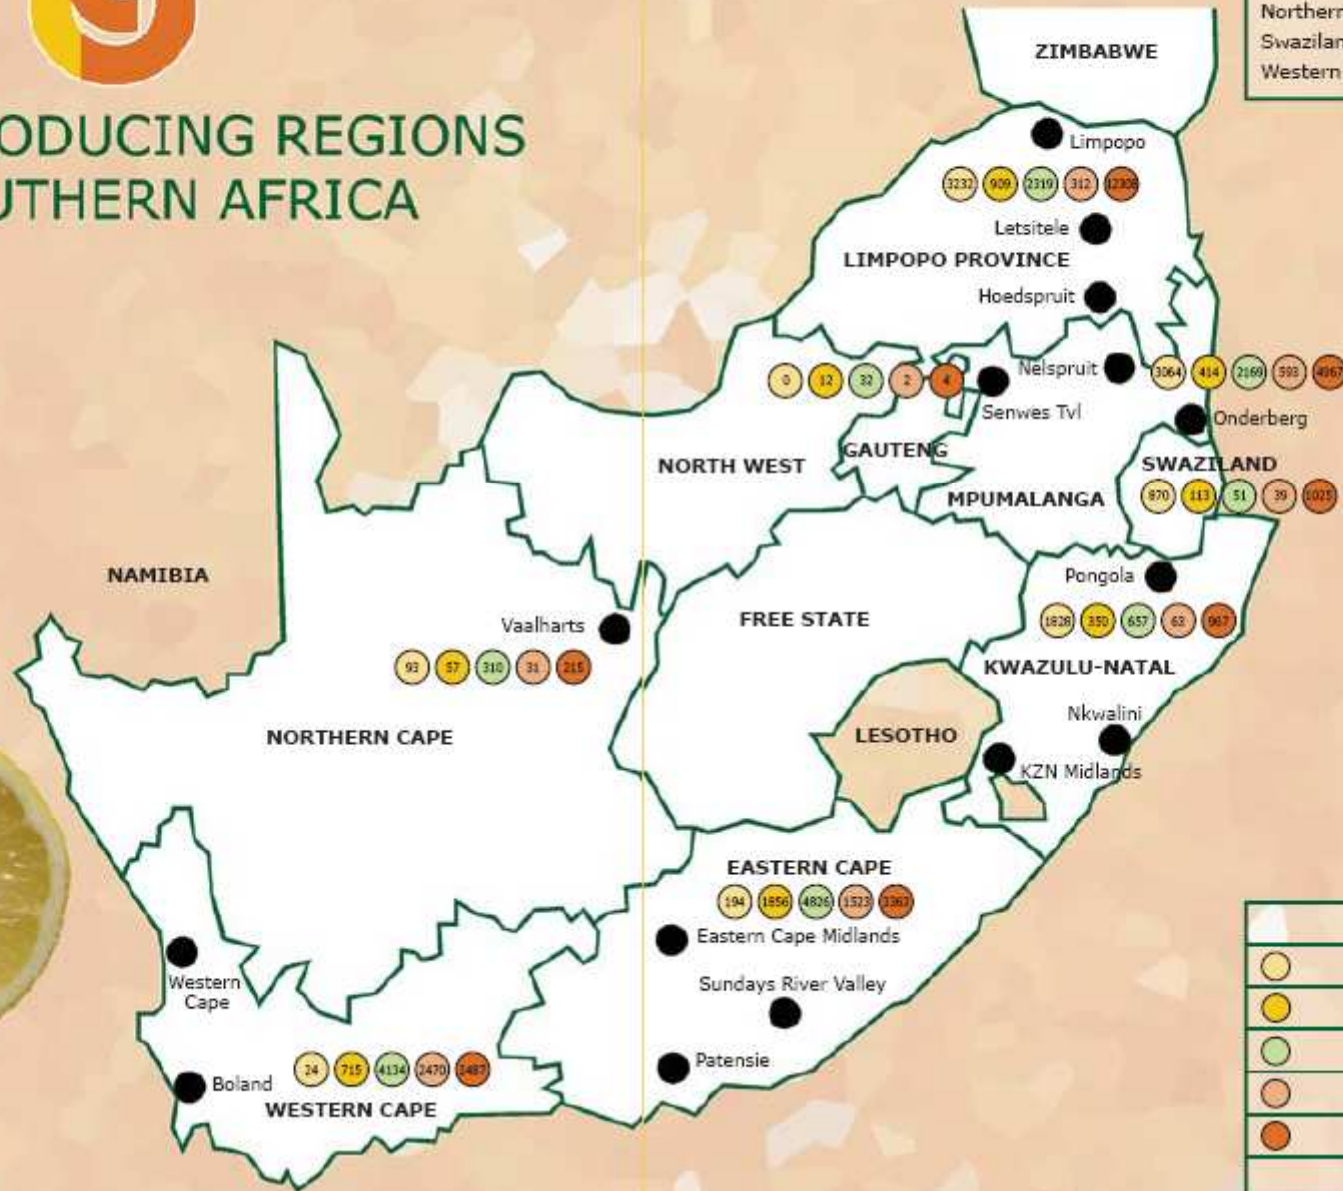 ODUCING REGIONS
UTHERN AFRICA
Northern
Swazilan
Western
ZIMBABWE
Limpopo
3232 909 2319 312 12308
Letsitele
LIMPOPO PROVINCE
Hoedspruit
0 12 32 2 4
Nelspruit
3064 414 2169 593 4967
Senwes Tvl
Onderberg
NORTH WEST
GAUTENG
SWAZILAND
MPUMALANGA
870 113 51 39 1025
NAMIBIA
Pongola
Vaalharts
FREE STATE
1828 350 657 63 967
93 57 310 31 215
KWAZULU-NATAL
NORTHERN CAPE
LESOTHO
Nkwalini
KZN Midlands
EASTERN CAPE
194 1856 4826 1523 3363
Eastern Cape Midlands
Western
Cape
Sundays River Valley
Patensie
Boland
24 715 4134 2470
WESTERN CAPE